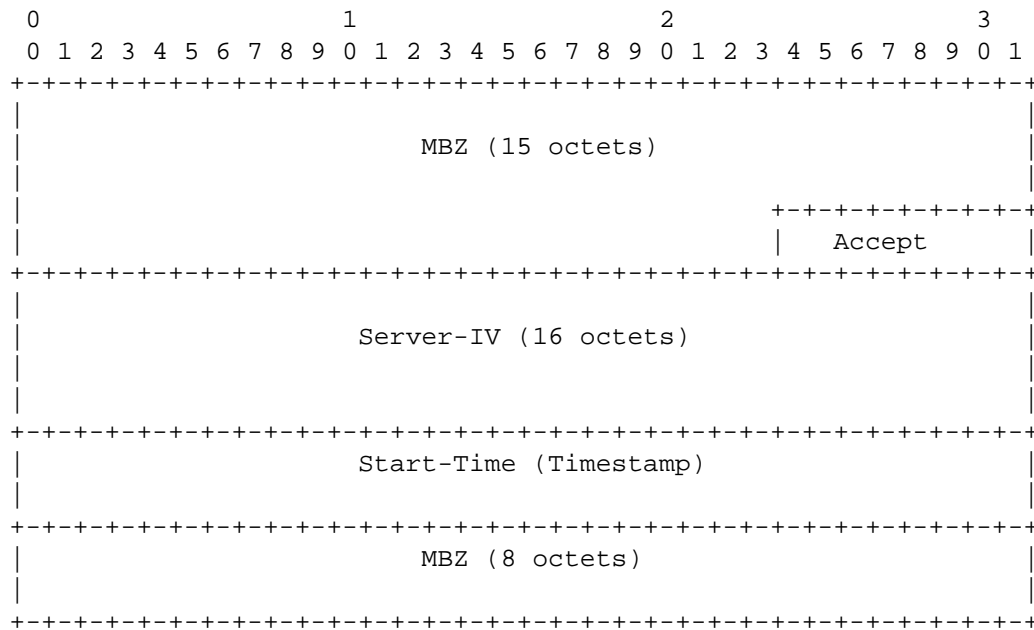 0                   1                   2                   3
 0 1 2 3 4 5 6 7 8 9 0 1 2 3 4 5 6 7 8 9 0 1 2 3 4 5 6 7 8 9 0 1
+-+-+-+-+-+-+-+-+-+-+-+-+-+-+-+-+-+-+-+-+-+-+-+-+-+-+-+-+-+-+-+-+
|                                                               |
|                         MBZ (15 octets)                       |
|                                                               |
|                                               +-+-+-+-+-+-+-+-+
|                                               |   Accept      |
+-+-+-+-+-+-+-+-+-+-+-+-+-+-+-+-+-+-+-+-+-+-+-+-+-+-+-+-+-+-+-+-+
|                                                               |
|                     Server-IV (16 octets)                     |
|                                                               |
|                                                               |
+-+-+-+-+-+-+-+-+-+-+-+-+-+-+-+-+-+-+-+-+-+-+-+-+-+-+-+-+-+-+-+-+
|                     Start-Time (Timestamp)                    |
|                                                               |
+-+-+-+-+-+-+-+-+-+-+-+-+-+-+-+-+-+-+-+-+-+-+-+-+-+-+-+-+-+-+-+-+
|                         MBZ (8 octets)                        |
|                                                               |
+-+-+-+-+-+-+-+-+-+-+-+-+-+-+-+-+-+-+-+-+-+-+-+-+-+-+-+-+-+-+-+-+